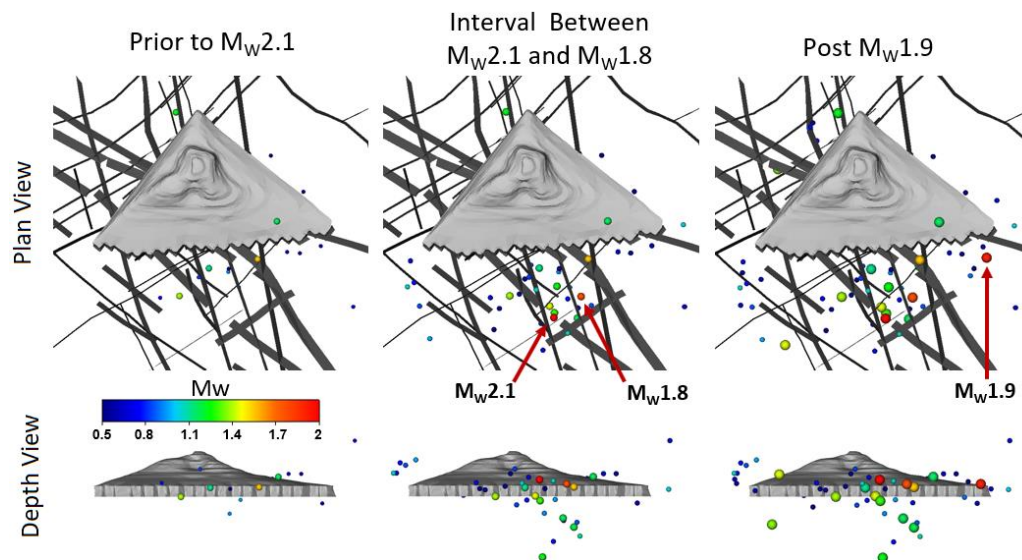 Prior to MW2.1
Interval Between
MW2.1 and MW1.8
Post MW1.9
Plan View
MW2.1
MW1.8
MW1.9
Mw
0.5 0.8 1.1 1.4 1.7 2
Depth View